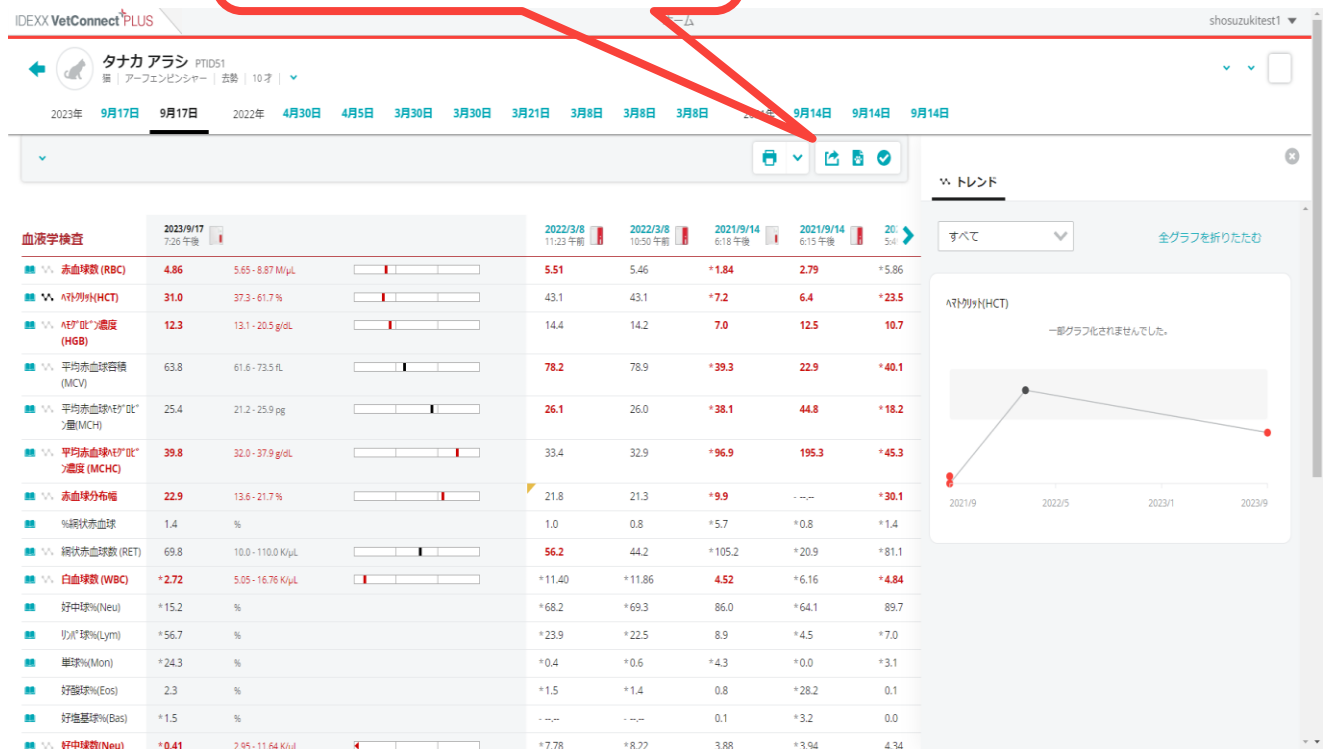 IDEXX VetConnect PLUS
ーム
shosuzukitest1
タナカ アラシ PTID51
猫 | アーフェンピンシャー | 去勢 | 10才 |
2023年 9月17日 9月17日 2022年 4月30日 4月5日 3月30日 3月30日 3月21日 3月8日 3月8日 3月8日 9月14日 9月14日 9月14日
トレンド
すべて
全グラフを折りたたむ
血液学検査 2023/9/17 7:26 午後 2022/3/8 11:23 午前 2022/3/8 10:50 午前 2021/9/14 6:18 午後 2021/9/14 6:15 午後
赤血球数 (RBC) 4.86 5.65 - 8.87 M/µL 5.51 5.46 *1.84 2.79 *5.86
ﾍﾏﾄｸﾘｯﾄ(HCT) 31.0 37.3 - 61.7 % 43.1 43.1 *7.2 6.4 *23.5
ﾍﾓｸﾞﾛﾋﾞﾝ濃度 12.3 13.1 - 20.5 g/dL 14.4 14.2 7.0 12.5 10.7
(HGB)
平均赤血球容積 63.8 61.6 - 73.5 fL 78.2 78.9 *39.3 22.9 *40.1
(MCV)
平均赤血球ﾍﾓｸﾞﾛﾋﾞ 25.4 21.2 - 25.9 pg 26.1 26.0 *38.1 44.8 *18.2
ﾝ量(MCH)
平均赤血球ﾍﾓｸﾞﾛﾋﾞ 39.8 32.0 - 37.9 g/dL 33.4 32.9 *96.9 195.3 *45.3
ﾝ濃度 (MCHC)
赤血球分布幅 22.9 13.6 - 21.7 % 21.8 21.3 *9.9 - --.-- *30.1
%網状赤血球 1.4 % 1.0 0.8 *5.7 *0.8 *1.4
網状赤血球数 (RET) 69.8 10.0 - 110.0 K/µL 56.2 44.2 *105.2 *20.9 *81.1
白血球数 (WBC) *2.72 5.05 - 16.76 K/µL *11.40 *11.86 4.52 *6.16 *4.84
好中球%(Neu) *15.2 % *68.2 *69.3 86.0 *64.1 89.7
ﾘﾝﾊﾟ球%(Lym) *56.7 % *23.9 *22.5 8.9 *4.5 *7.0
単球%(Mon) *24.3 % *0.4 *0.6 *4.3 *0.0 *3.1
好酸球%(Eos) 2.3 % *1.5 *1.4 0.8 *28.2 0.1
好塩基球%(Bas) *1.5 % - --.-- - --.-- 0.1 *3.2 0.0
好中球数(Neu) *0.41 2.95 - 11.64 K/µL *7.78 *8.22 3.88 *3.94 4.34
ﾍﾏﾄｸﾘｯﾄ(HCT)
一部グラフ化されませんでした。
2021/9 2022/5 2023/1 2023/9